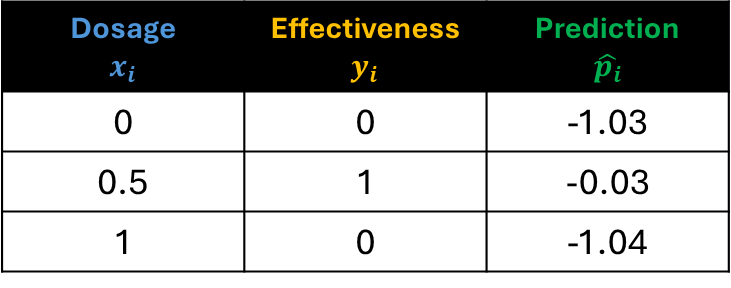 Dosage Effectiveness Prediction
xᵢ yᵢ p̂ᵢ
0 0 -1.03
0.5 1 -0.03
1 0 -1.04